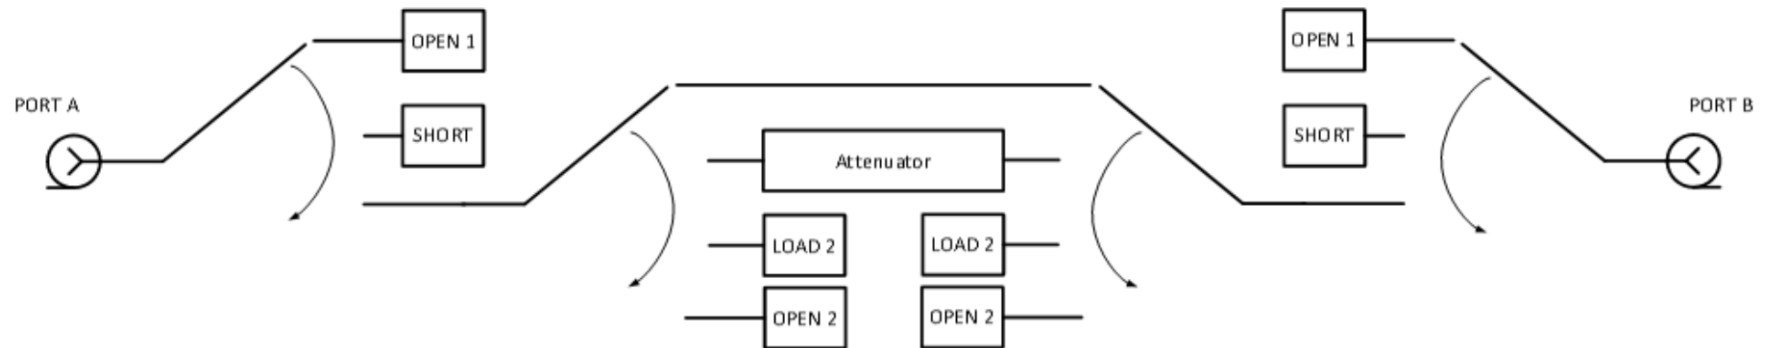 OPEN 1
OPEN 1
PORT A
PORT B
SHORT
SHORT
Attenuator
LOAD 2
LOAD 2
OPEN 2
OPEN 2